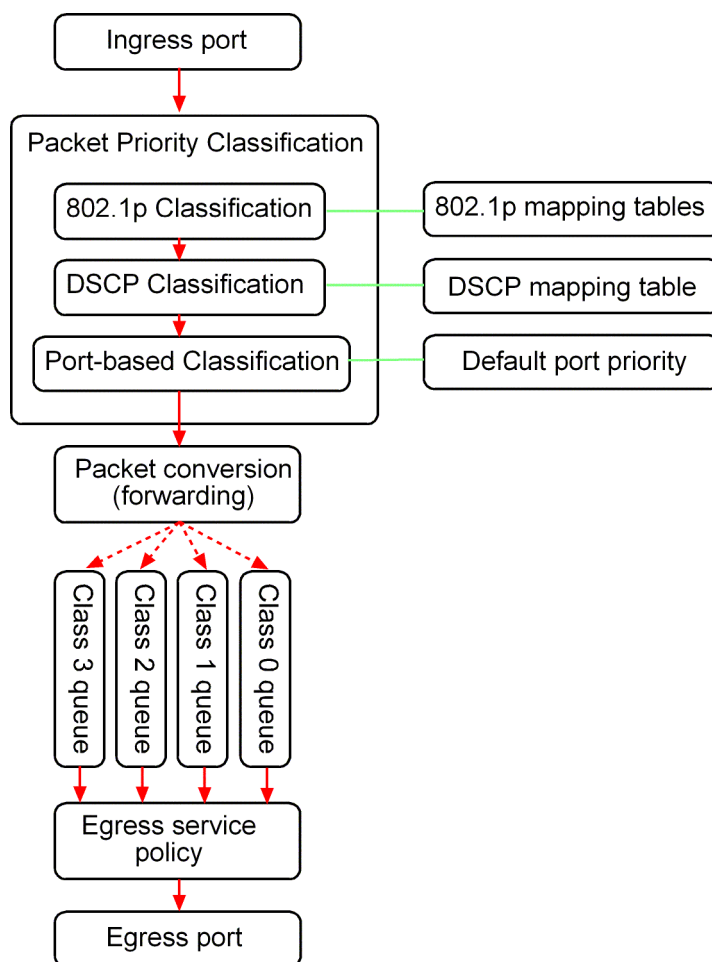 Ingress port
Packet Priority Classification
802.1p Classification
802.1p mapping tables
DSCP Classification
DSCP mapping table
Port-based Classification
Default port priority
Packet conversion
(forwarding)
Class 3 queue
Class 2 queue
Class 1 queue
Class 0 queue
Egress service
policy
Egress port